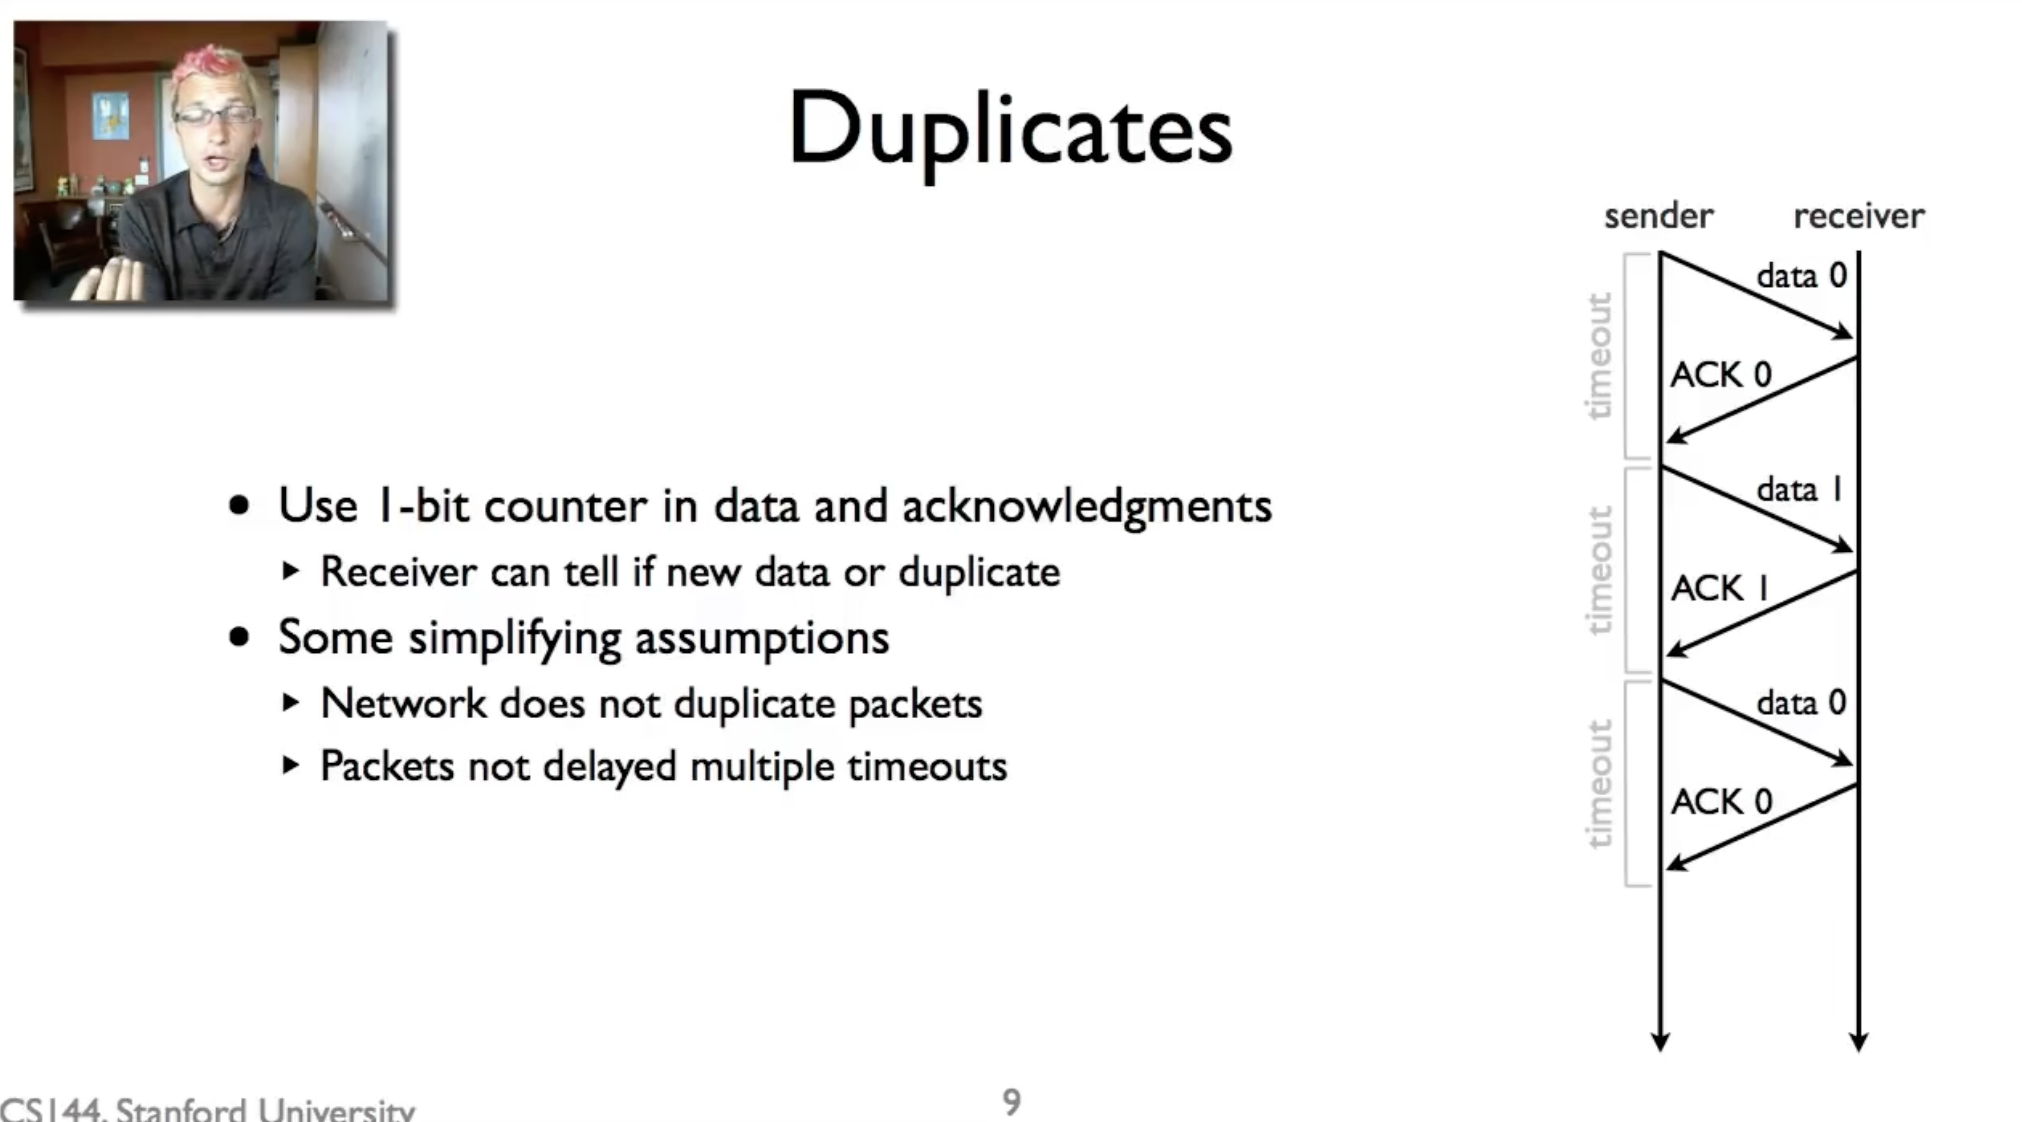 Duplicates
Use 1-bit counter in data and acknowledgments
Receiver can tell if new data or duplicate
Some simplifying assumptions
Network does not duplicate packets
Packets not delayed multiple timeouts
sender
receiver
timeout
data 0
ACK 0
timeout
data 1
ACK 1
timeout
data 0
ACK 0
CS144, Stanford University
9